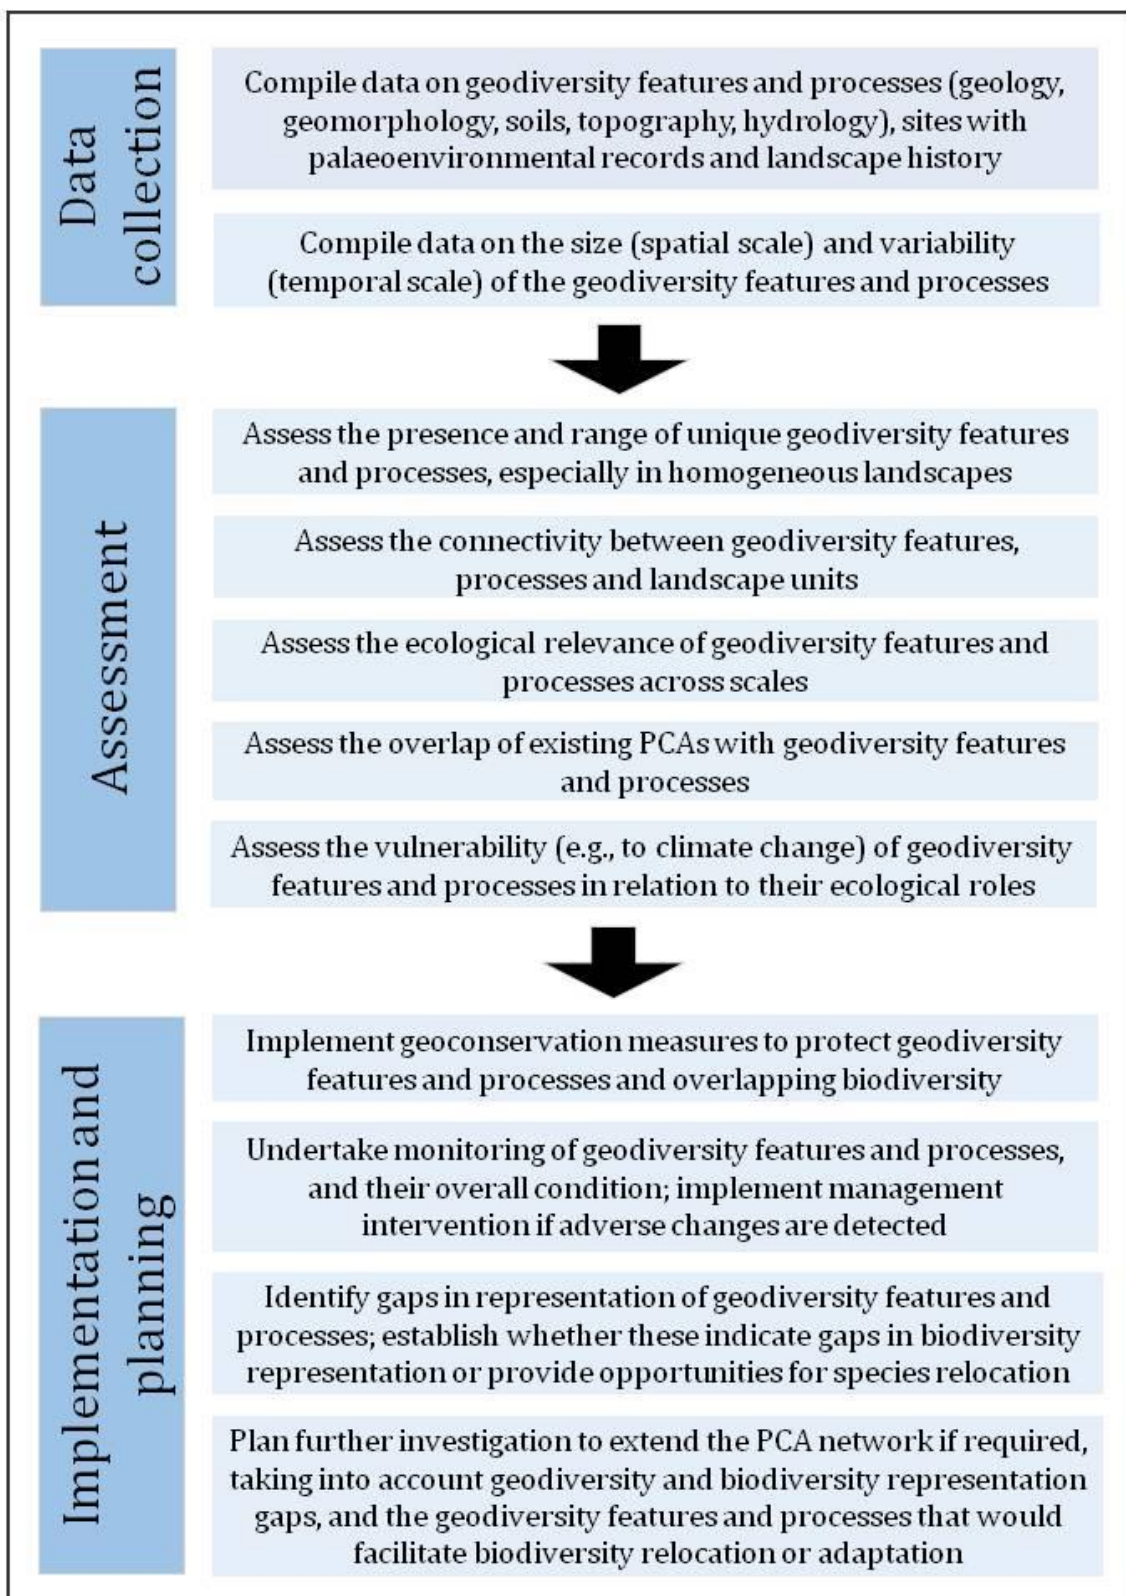 Data
collection
Compile data on geodiversity features and processes (geology,
geomorphology, soils, topography, hydrology), sites with
palaeoenvironmental records and landscape history
Compile data on the size (spatial scale) and variability
(temporal scale) of the geodiversity features and processes
Assessment
Assess the presence and range of unique geodiversity features
and processes, especially in homogeneous landscapes
Assess the connectivity between geodiversity features,
processes and landscape units
Assess the ecological relevance of geodiversity features and
processes across scales
Assess the overlap of existing PCAs with geodiversity features
and processes
Assess the vulnerability (e.g., to climate change) of geodiversity
features and processes in relation to their ecological roles
Implementation and
planning
Implement geoconservation measures to protect geodiversity
features and processes and overlapping biodiversity
Undertake monitoring of geodiversity features and processes,
and their overall condition; implement management
intervention if adverse changes are detected
Identify gaps in representation of geodiversity features and
processes; establish whether these indicate gaps in biodiversity
representation or provide opportunities for species relocation
Plan further investigation to extend the PCA network if required,
taking into account geodiversity and biodiversity representation
gaps, and the geodiversity features and processes that would
facilitate biodiversity relocation or adaptation